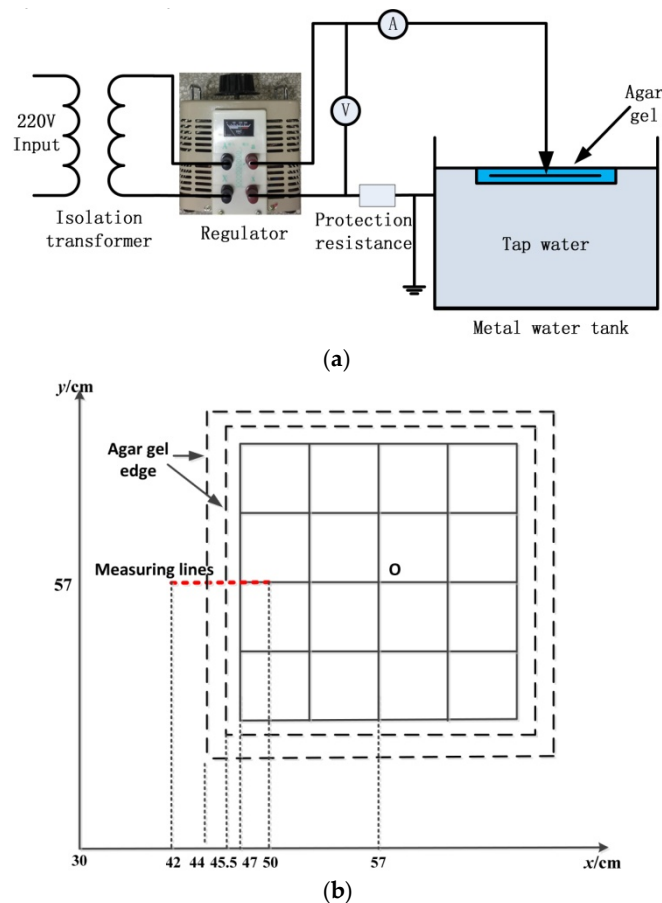 A
V
220V
Input
Agar
gel
Isolation
transformer
Regulator
Protection
resistance
Tap water
Metal water tank
(a)
y/cm
Agar gel
edge
Measuring lines
O
57
30
42
44
45.5
47
50
57
x/cm
(b)